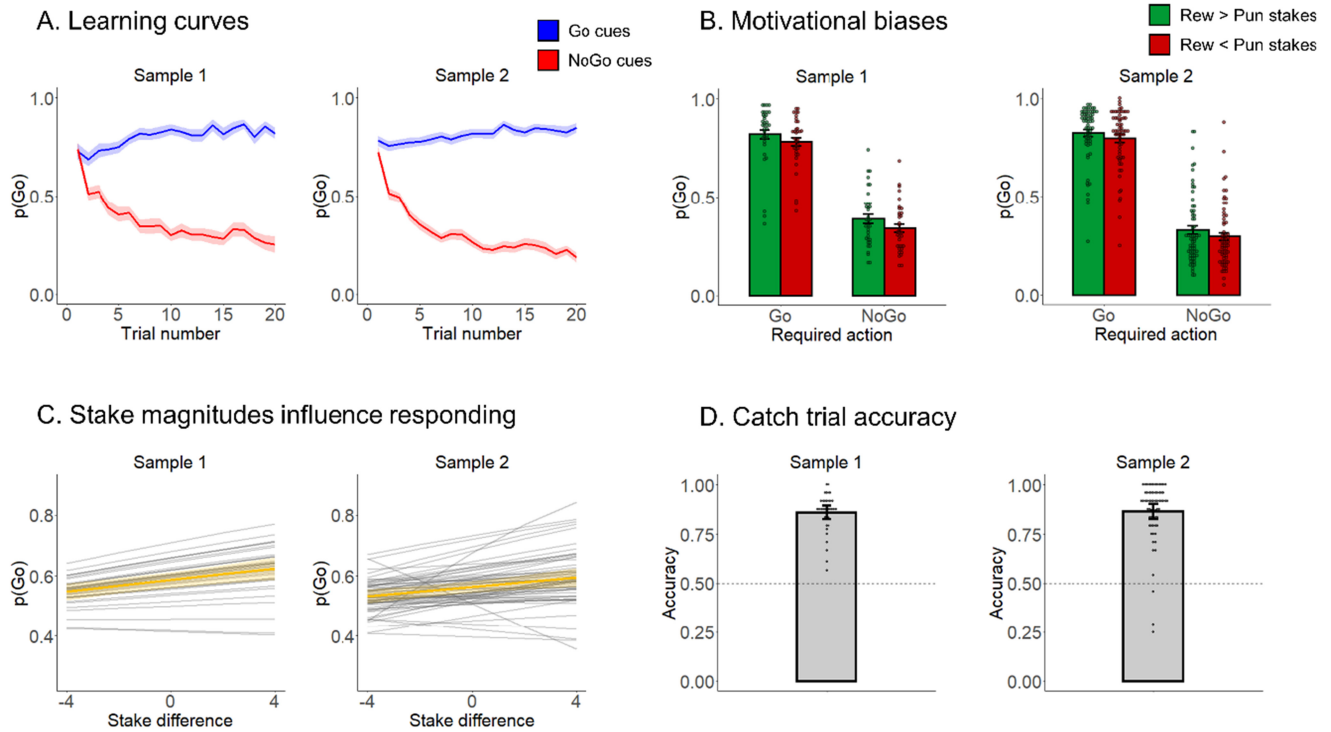 A. Learning curves
Go cues
NoGo cues
Sample 1
Sample 2
1.0
0.5
0.0
p(Go)
0 5 10 15 20
Trial number
1.0
0.5
0.0
p(Go)
0 5 10 15 20
Trial number
B. Motivational biases
Rew > Pun stakes
Rew < Pun stakes
Sample 1
Sample 2
1.0
0.5
0.0
p(Go)
Go NoGo
Required action
1.0
0.5
0.0
p(Go)
Go NoGo
Required action
C. Stake magnitudes influence responding
Sample 1
Sample 2
0.8
0.6
0.4
p(Go)
-4 0 4
Stake difference
0.8
0.6
0.4
p(Go)
-4 0 4
Stake difference
D. Catch trial accuracy
Sample 1
Sample 2
1.00
0.75
0.50
0.25
0.00
Accuracy
1.00
0.75
0.50
0.25
0.00
Accuracy